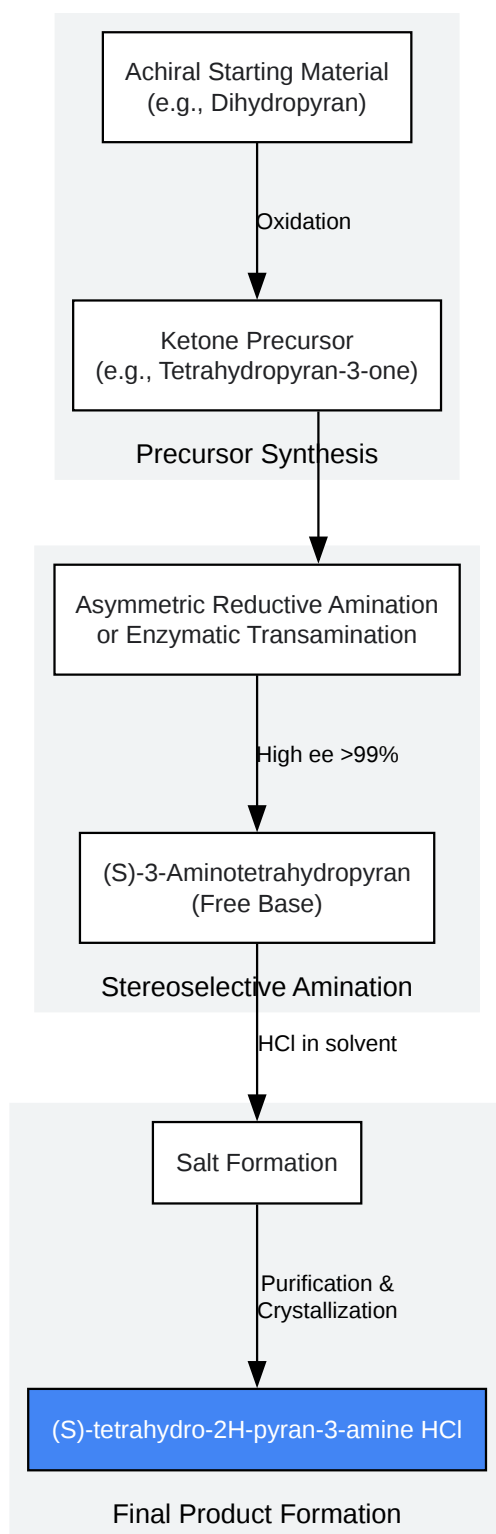 Achiral Starting Material
(e.g., Dihydropyran)
Oxidation
Ketone Precursor
(e.g., Tetrahydropyran-3-one)
Precursor Synthesis
Asymmetric Reductive Amination
or Enzymatic Transamination
High ee >99%
(S)-3-Aminotetrahydropyran
(Free Base)
Stereoselective Amination
HCl in solvent
Salt Formation
Purification &
Crystallization
(S)-tetrahydro-2H-pyran-3-amine HCl
Final Product Formation